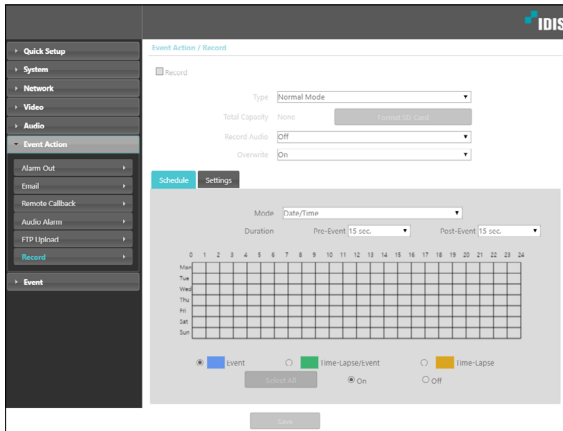 IDIS
Quick Setup
System
Network
Video
Audio
Event Action
Alarm Out
Email
Remote Callback
Audio Alarm
FTP Upload
Record
Event
Event Action / Record
Record
Type Normal Mode
Total Capacity None Format SD Card
Record Audio Off
Overwrite On
Schedule Settings
Mode Date/Time
Duration Pre-Event 15 sec. Post-Event 15 sec.
0 1 2 3 4 5 6 7 8 9 10 11 12 13 14 15 16 17 18 19 20 21 22 23 24
Mon
Tue
Wed
Thu
Fri
Sat
Sun
Event Time-Lapse/Event Time-Lapse
Select All On Off
Save